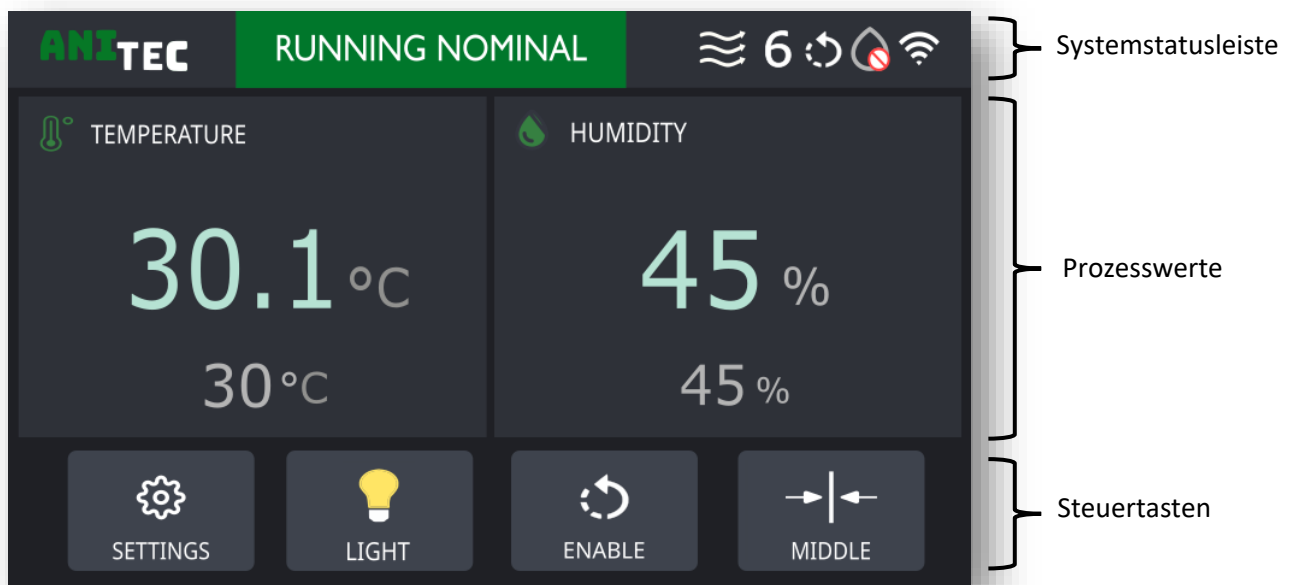 ANITEC
RUNNING NOMINAL
6
Systemstatusleiste
TEMPERATURE
HUMIDITY
30.1 °C
45 %
Prozesswerte
30 °C
45 %
SETTINGS
LIGHT
ENABLE
MIDDLE
Steuertasten